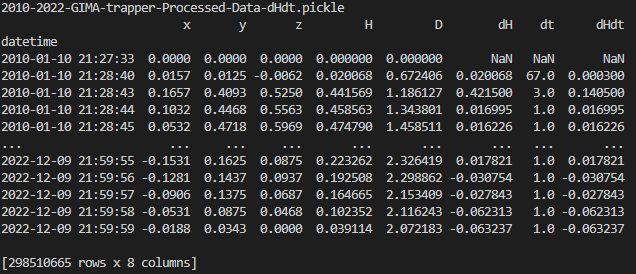 2010-2022-GIMA-trapper-Processed-Data-dHdt.pickle
x y z H D dH dt dHdt
datetime
2010-01-10 21:27:33 0.0000 0.0000 0.0000 0.000000 0.000000 NaN NaN NaN
2010-01-10 21:28:40 0.0157 0.0125 -0.0062 0.020068 0.672406 0.020068 67.0 0.000300
2010-01-10 21:28:43 0.1657 0.4093 0.5250 0.441569 1.186127 0.421500 3.0 0.140500
2010-01-10 21:28:44 0.1032 0.4468 0.5563 0.458563 1.343801 0.016995 1.0 0.016995
2010-01-10 21:28:45 0.0532 0.4718 0.5969 0.474790 1.458511 0.016226 1.0 0.016226
... ... ... ... ... ... ... ... ...
2022-12-09 21:59:55 -0.1531 0.1625 0.0875 0.223262 2.326419 0.017821 1.0 0.017821
2022-12-09 21:59:56 -0.1281 0.1437 0.0937 0.192508 2.298862 -0.030754 1.0 -0.030754
2022-12-09 21:59:57 -0.0906 0.1375 0.0687 0.164665 2.153409 -0.027843 1.0 -0.027843
2022-12-09 21:59:58 -0.0531 0.0875 0.0468 0.102352 2.116243 -0.062313 1.0 -0.062313
2022-12-09 21:59:59 -0.0188 0.0343 0.0000 0.039114 2.072183 -0.063237 1.0 -0.063237
[298510665 rows x 8 columns]